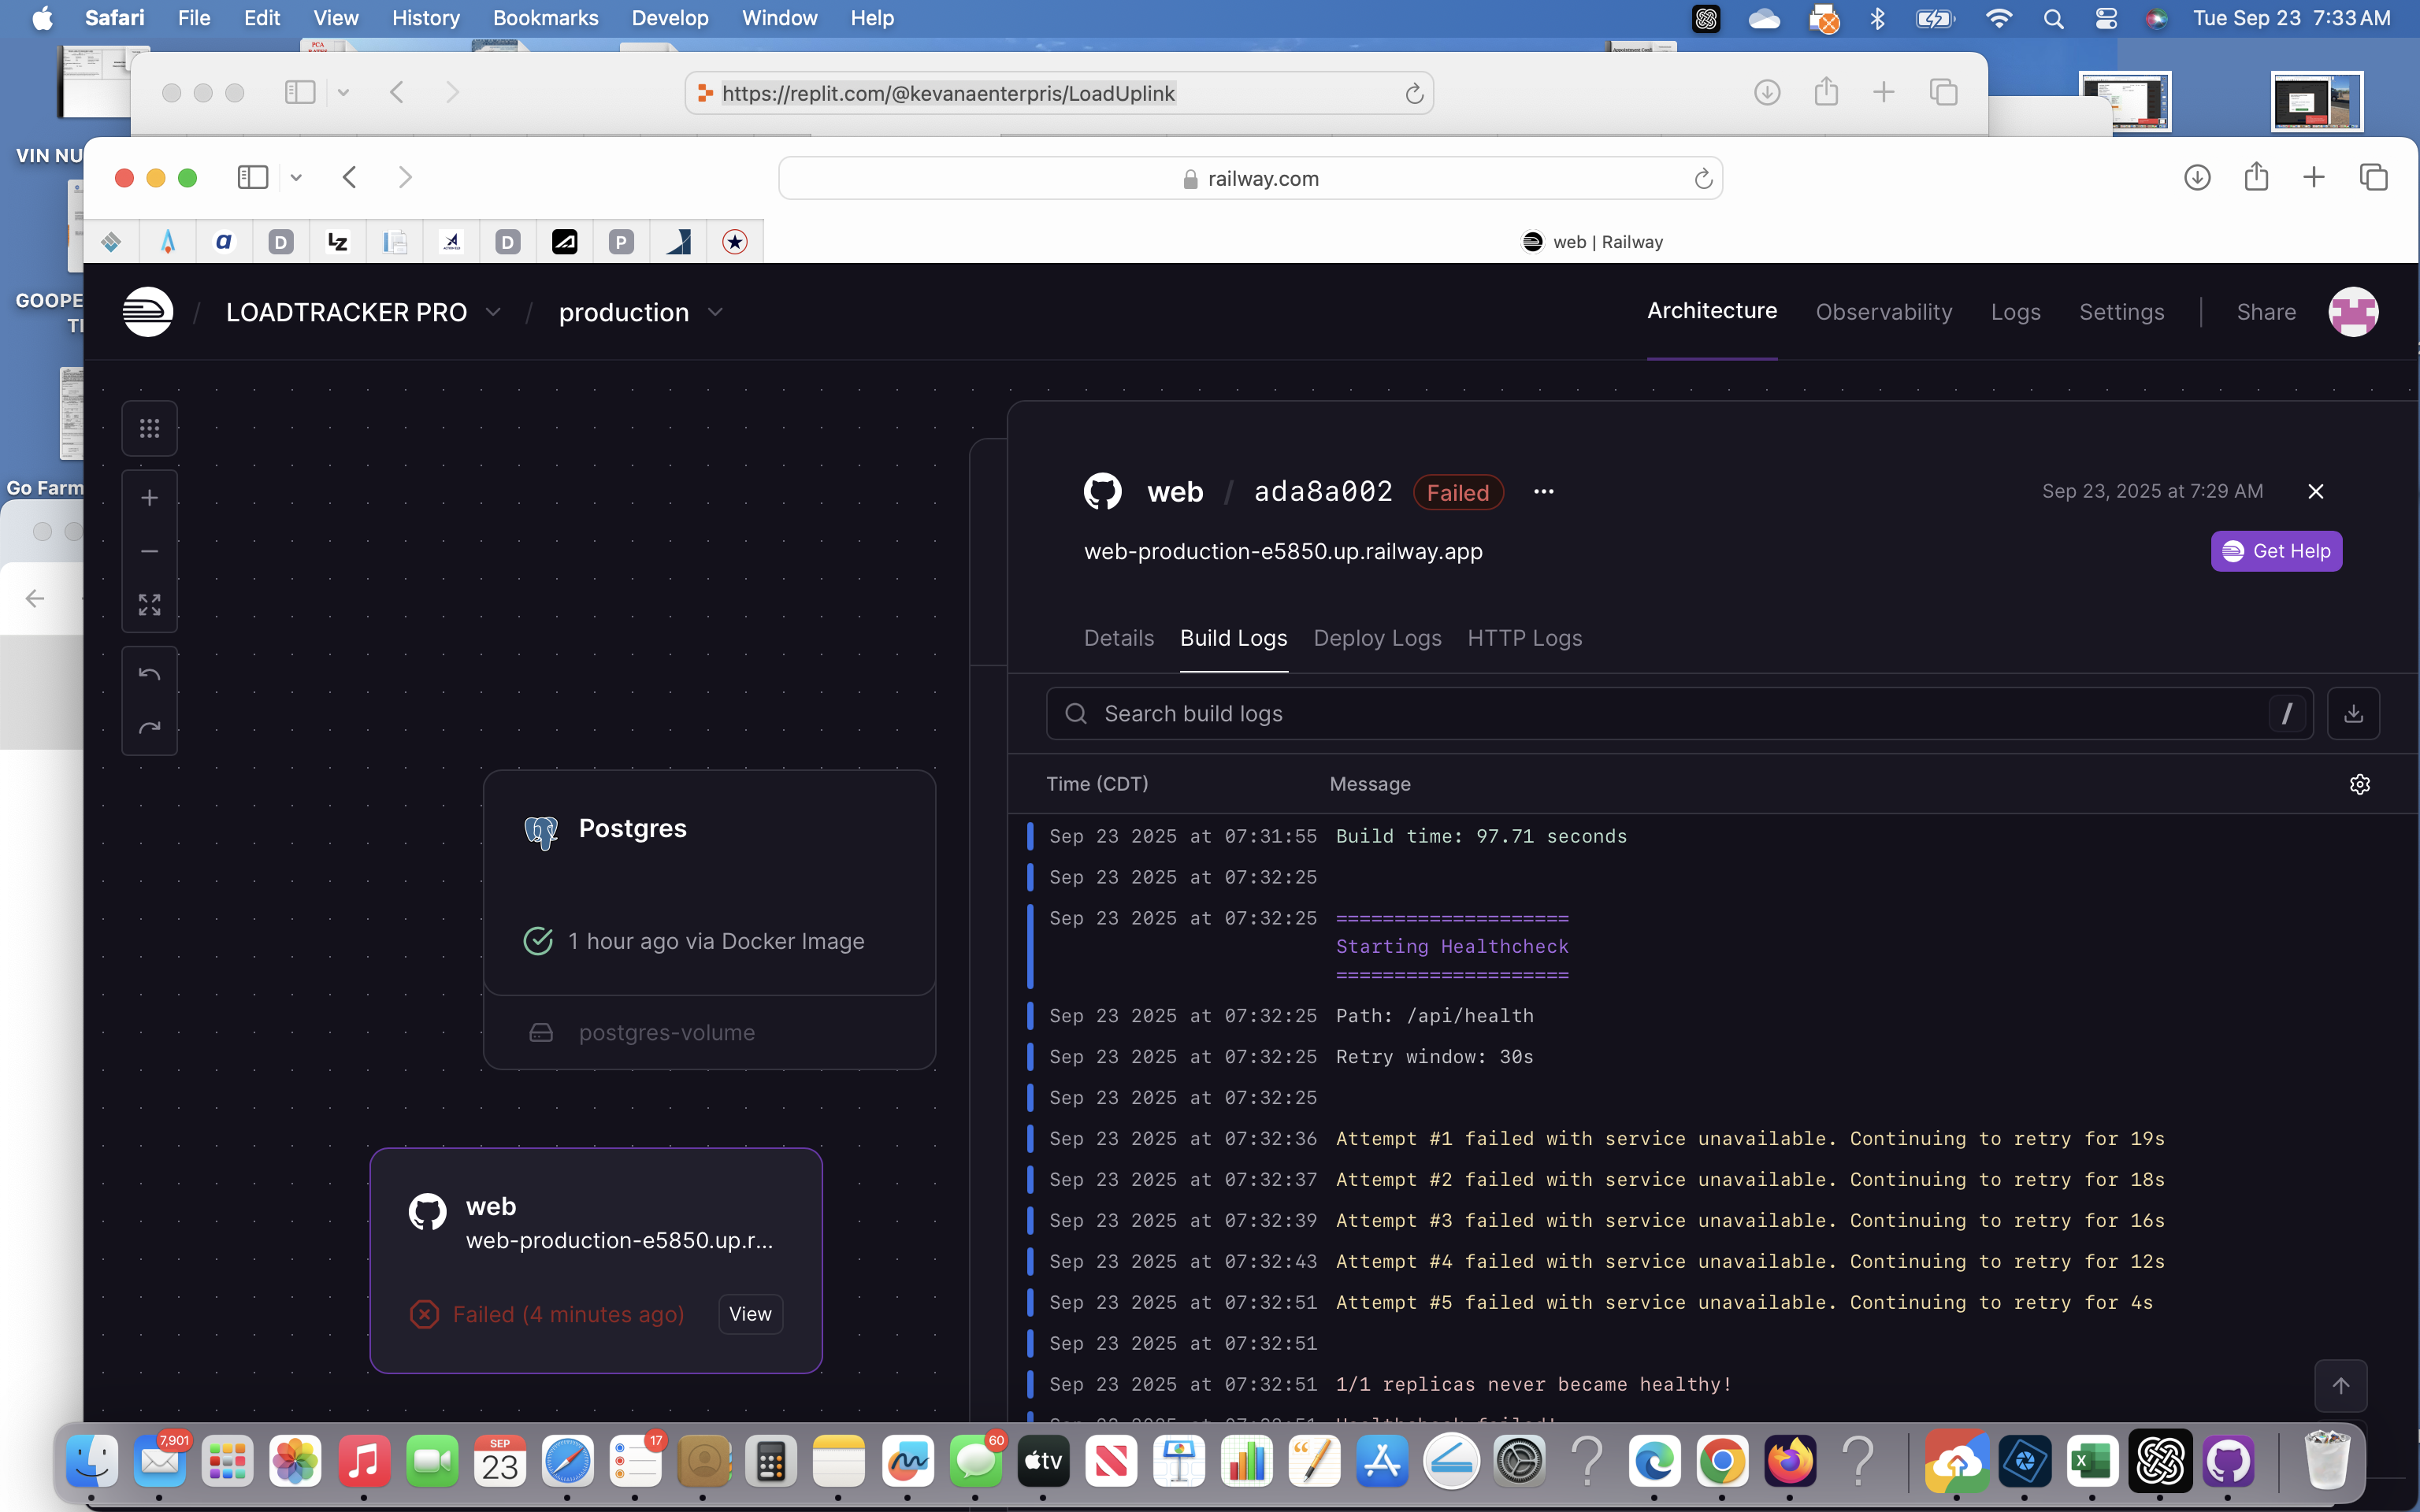 Safari File Edit View History Bookmarks Develop Window Help Tue Sep 23 7:33 AM
PCA
https://replit.com/@kevanaenterpris/LoadUplink
VIN NU
railway.com
a D LZ D P
web | Railway
GOOPE
LOADTRACKER PRO / production
Architecture Observability Logs Settings | Share
Go Farm
web / ada8a002 Failed ···
Sep 23, 2025 at 7:29 AM
web-production-e5850.up.railway.app
Get Help
Details Build Logs Deploy Logs HTTP Logs
Search build logs /
Time (CDT) Message
Postgres
1 hour ago via Docker Image
postgres-volume
web
web-production-e5850.up.r...
Failed (4 minutes ago) View
Sep 23 2025 at 07:31:55 Build time: 97.71 seconds
Sep 23 2025 at 07:32:25
Sep 23 2025 at 07:32:25 ====================
Starting Healthcheck
====================
Sep 23 2025 at 07:32:25 Path: /api/health
Sep 23 2025 at 07:32:25 Retry window: 30s
Sep 23 2025 at 07:32:25
Sep 23 2025 at 07:32:36 Attempt #1 failed with service unavailable. Continuing to retry for 19s
Sep 23 2025 at 07:32:37 Attempt #2 failed with service unavailable. Continuing to retry for 18s
Sep 23 2025 at 07:32:39 Attempt #3 failed with service unavailable. Continuing to retry for 16s
Sep 23 2025 at 07:32:43 Attempt #4 failed with service unavailable. Continuing to retry for 12s
Sep 23 2025 at 07:32:51 Attempt #5 failed with service unavailable. Continuing to retry for 4s
Sep 23 2025 at 07:32:51
Sep 23 2025 at 07:32:51 1/1 replicas never became healthy!
7,901
SEP
23
17
60
tv